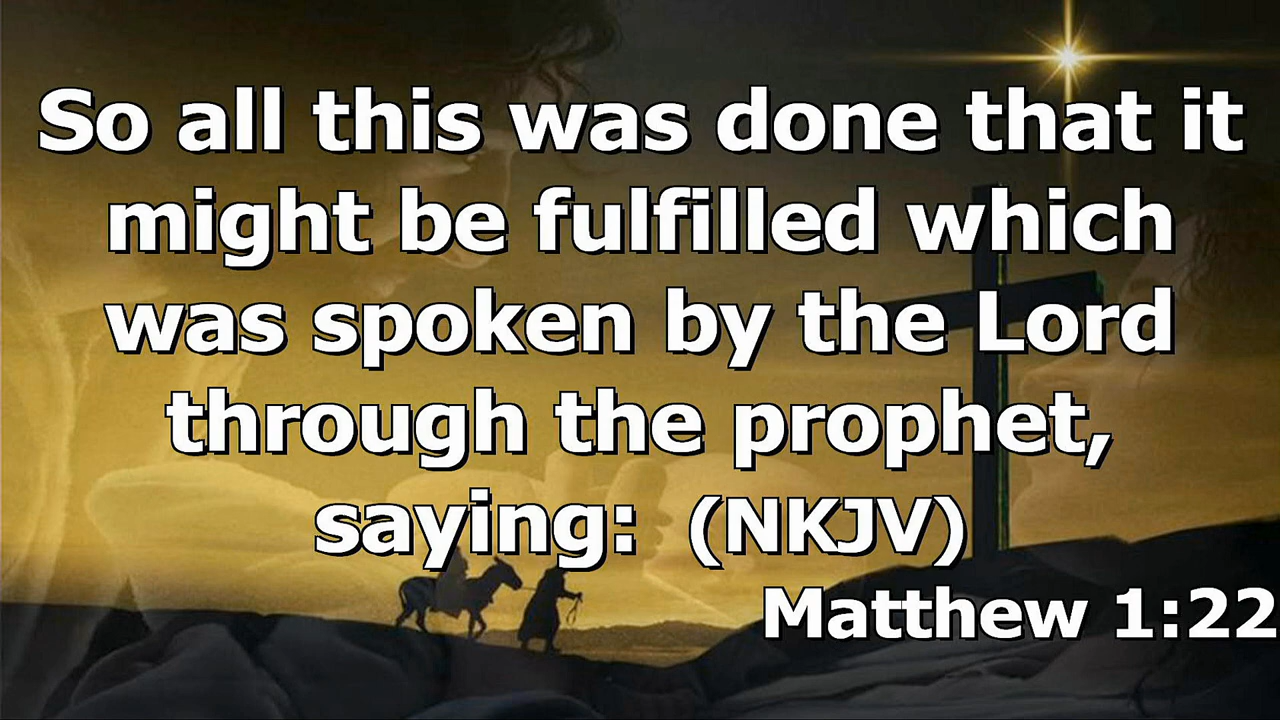 So all this was done that it
might be fulfilled which
was spoken by the Lord
through the prophet,
saying: (NKJV)
Matthew 1:22